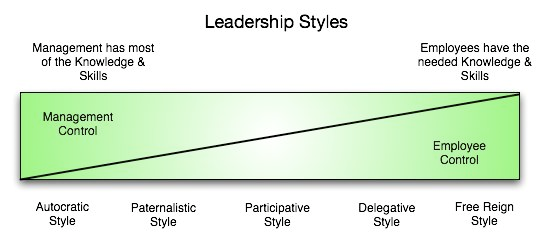 Leadership Styles
Management has most
of the Knowledge &
Skills
Employees have the
needed Knowledge &
Skills
Management
Control
Employee
Control
Autocratic
Style
Paternalistic
Style
Participative
Style
Delegative
Style
Free Reign
Style